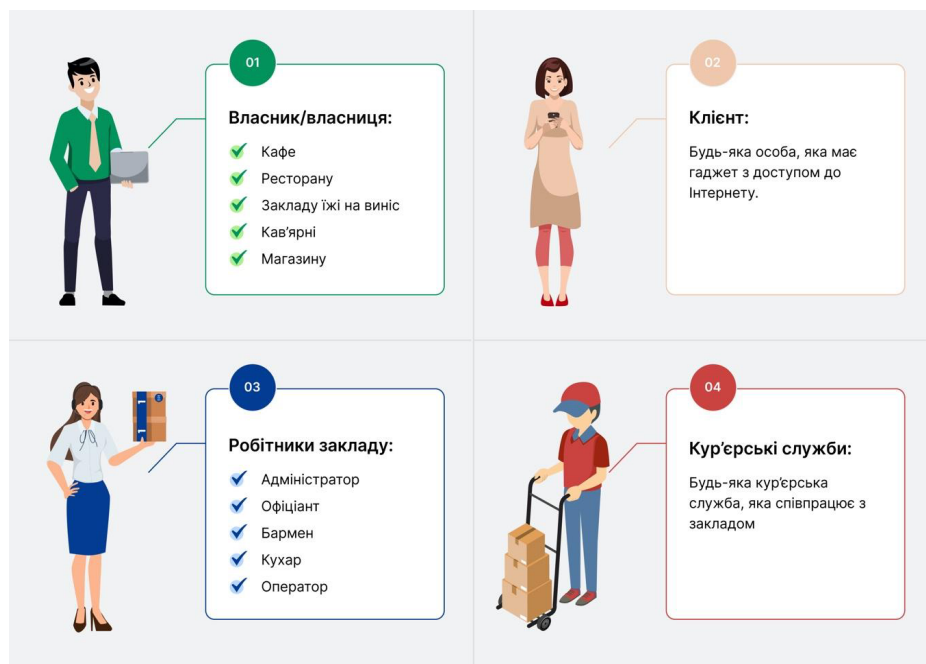 01
Власник/власниця:
Кафе
Ресторану
Закладу їжі на виніс
Кав'ярні
Магазину
02
Клієнт:
Будь-яка особа, яка має
гаджет з доступом до
Інтернету.
03
Робітники закладу:
Адміністратор
Офіціант
Бармен
Кухар
Оператор
04
Кур'єрські служби:
Будь-яка кур'єрська
служба, яка співпрацює з
закладом